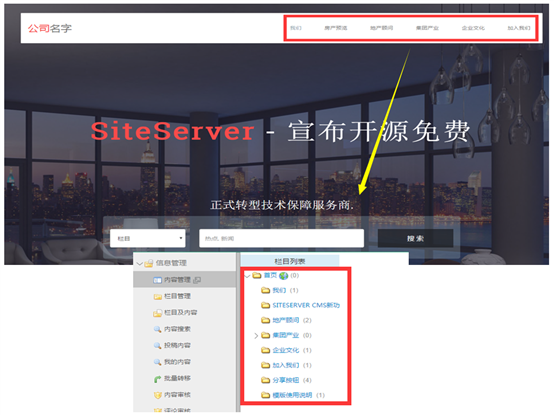 公司名字
我们 房产频道 地产顾问 集团产业 企业文化 加入我们
SiteServer - 宣布开源免费
正式转型技术保障服务商.
栏目 热点, 新闻 搜索
信息管理
内容管理
栏目管理
栏目及内容
内容搜索
投稿内容
我的内容
批量转移
内容审核
评论审核
栏目列表
首页 (0)
我们 (1)
SITESERVER CMS新功
地产顾问 (2)
集团产业 (0)
企业文化 (1)
加入我们 (1)
分享按钮 (4)
模版使用说明 (1)